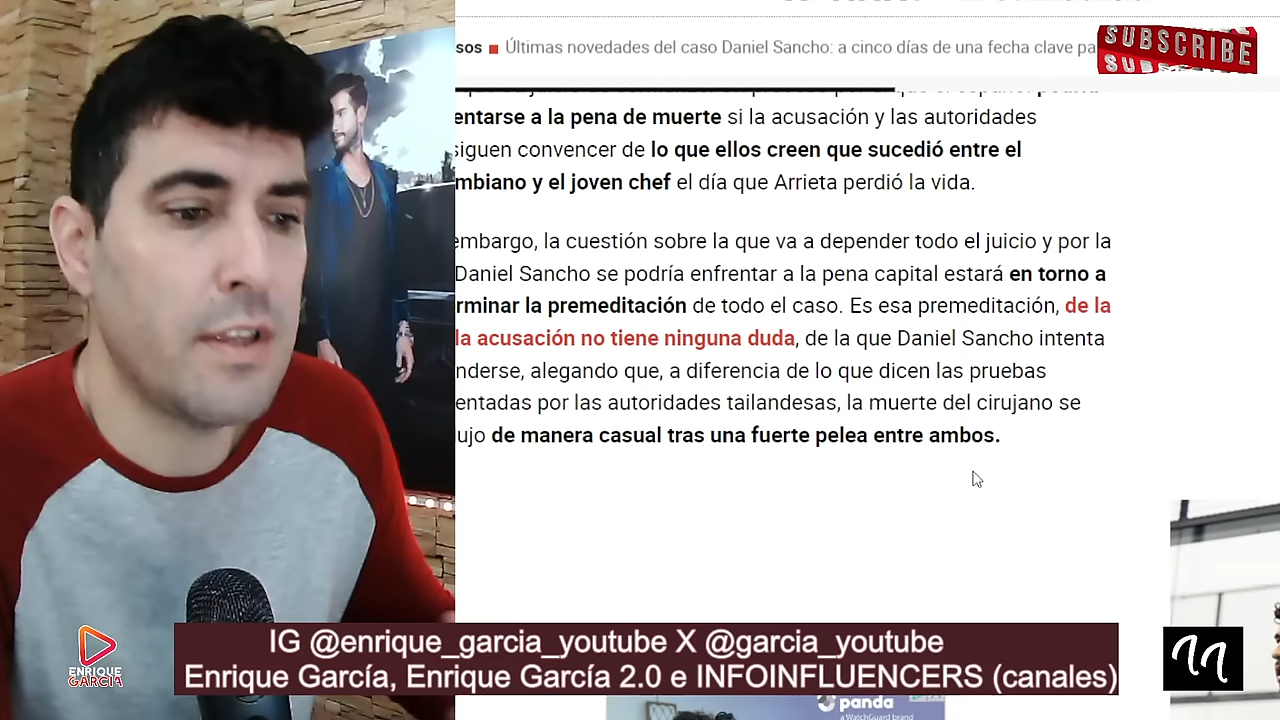 sos ■ Últimas novedades del caso Daniel Sancho: a cinco días de una fecha clave pa
SUBSCRIBE
entarse a la pena de muerte si la acusación y las autoridades
siguen convencer de lo que ellos creen que sucedió entre el
mbiano y el joven chef el día que Arrieta perdió la vida.
embargo, la cuestión sobre la que va a depender todo el juicio y por la
Daniel Sancho se podría enfrentar a la pena capital estará en torno a
rminar la premeditación de todo el caso. Es esa premeditación, de la
la acusación no tiene ninguna duda, de la que Daniel Sancho intenta
nderse, alegando que, a diferencia de lo que dicen las pruebas
entadas por las autoridades tailandesas, la muerte del cirujano se
ujo de manera casual tras una fuerte pelea entre ambos.
ENRIQUE
GARCÍA
IG @enrique_garcia_youtube X @garcia_youtube
Enrique García, Enrique García 2.0 e INFOINFLUENCERS (canales)
panda
a WatchGuard brand